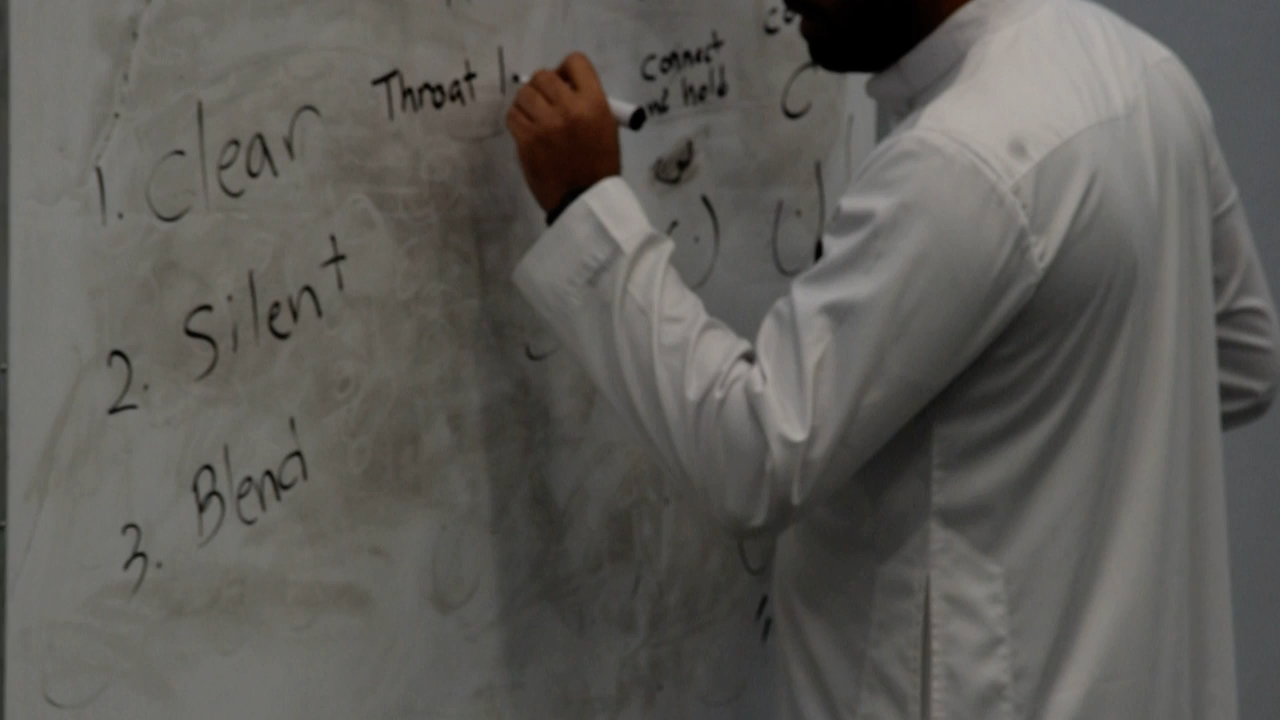 1. Clear Throat
connect
and hold
2. Silent
3. Blend